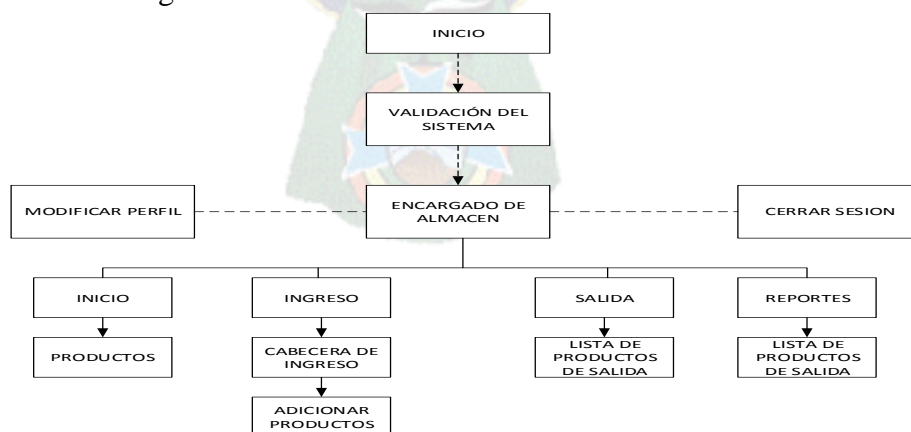 INICIO
VALIDACIÓN DEL
SISTEMA
MODIFICAR PERFIL
ENCARGADO DE
ALMACEN
CERRAR SESION
INICIO
INGRESO
SALIDA
REPORTES
PRODUCTOS
CABECERA DE
INGRESO
LISTA DE
PRODUCTOS
DE SALIDA
LISTA DE
PRODUCTOS
DE SALIDA
ADICIONAR
PRODUCTOS